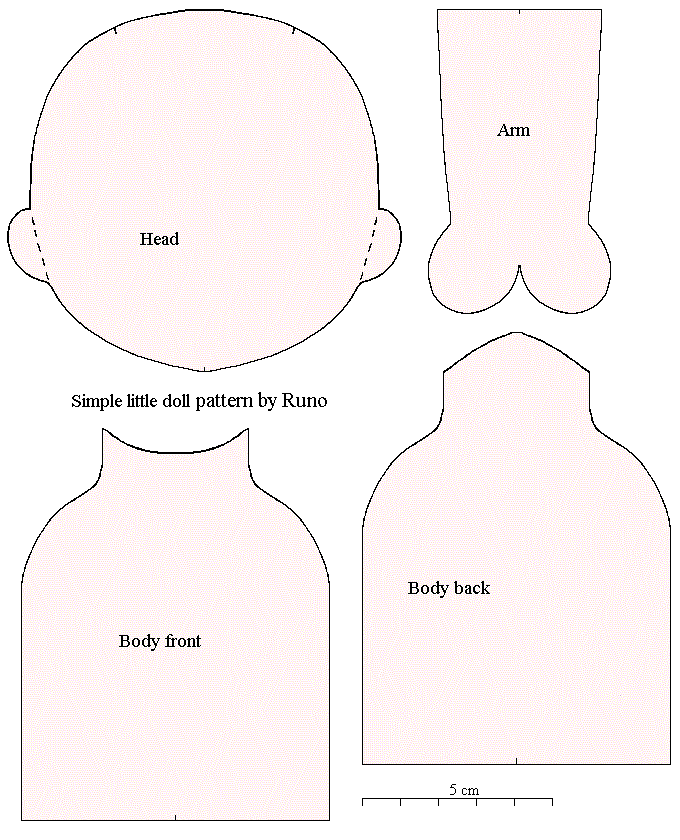 Arm
Head
Simple little doll pattern by Runo
Body back
Body front
5 cm